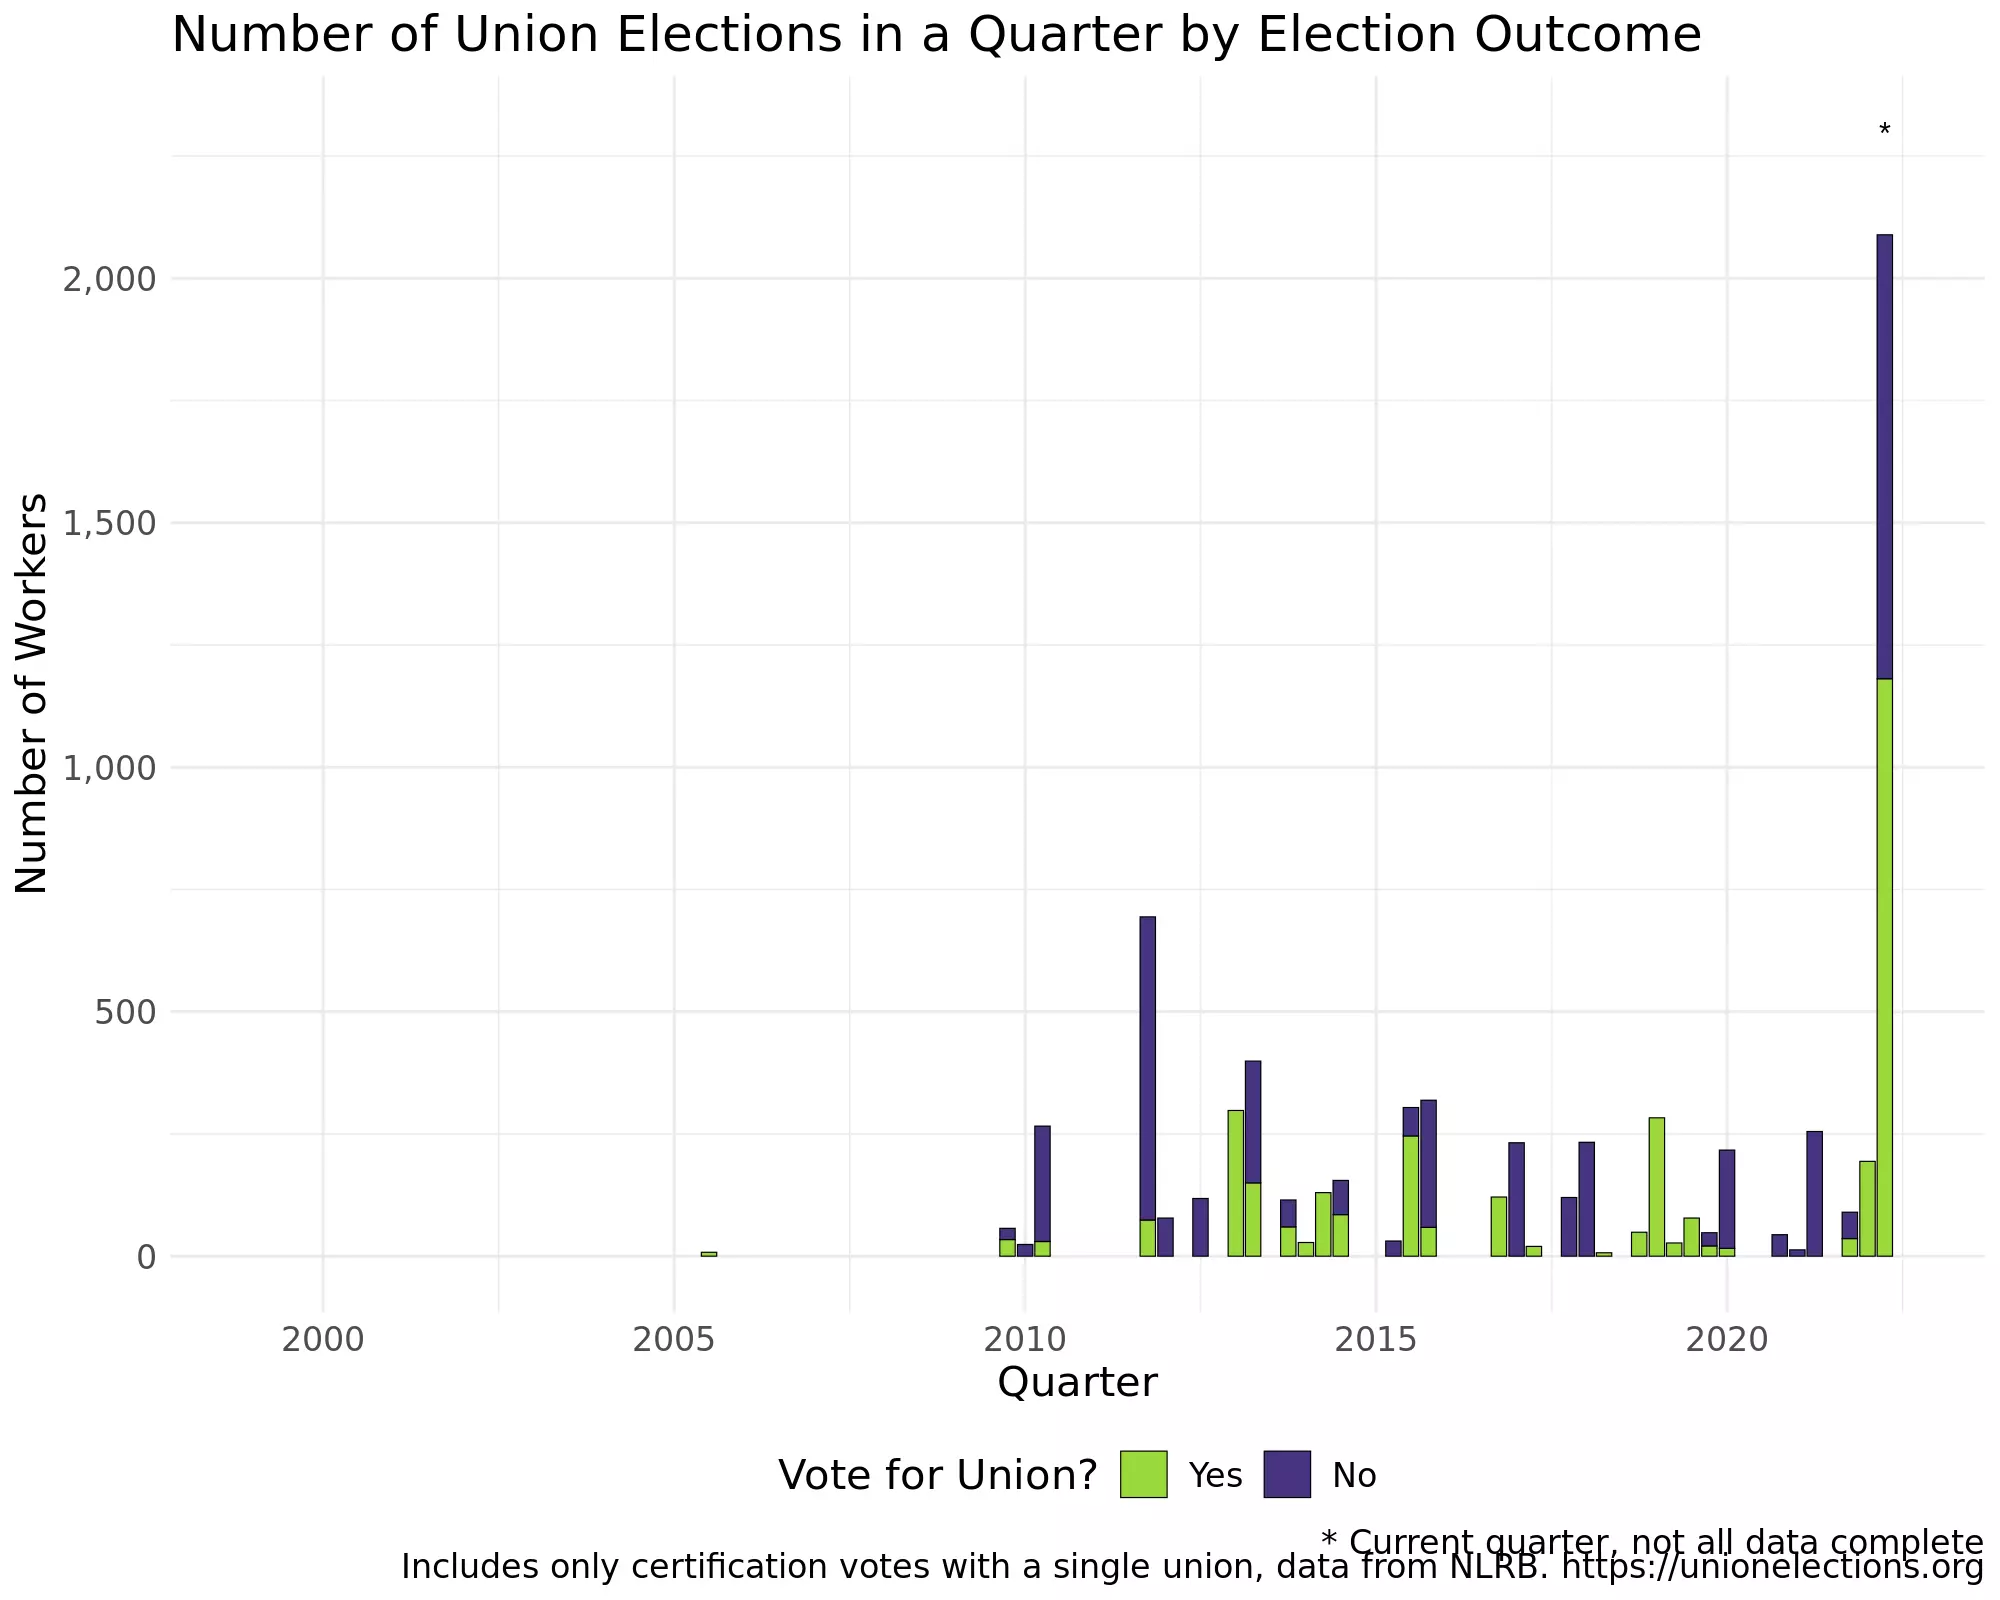 Number of Union Elections in a Quarter by Election Outcome
*
2,000
1,500
1,000
500
0
Number of Workers
2000 2005 2010 2015 2020
Quarter
Vote for Union? Yes No
* Current quarter, not all data complete
Includes only certification votes with a single union, data from NLRB. https://unionelections.org